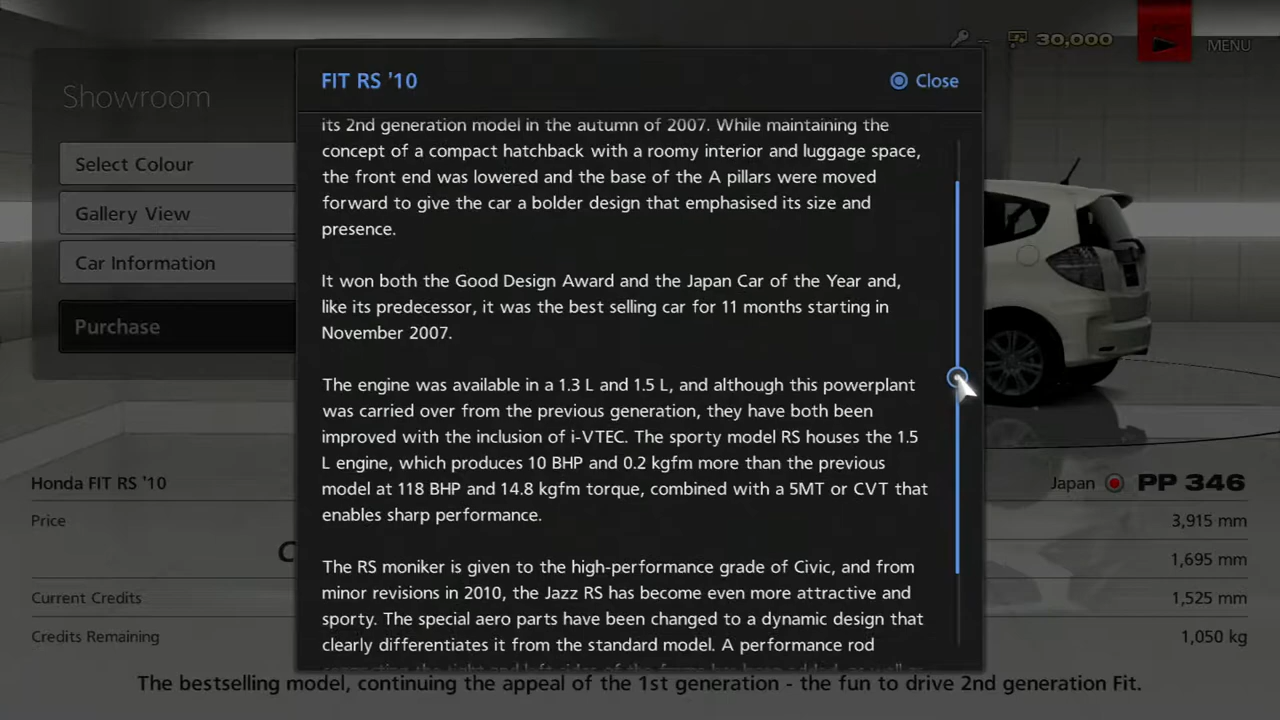 30,000
MENU
Showroom
Select Colour
Gallery View
Car Information
Purchase
FIT RS '10
Close
its 2nd generation model in the autumn of 2007. While maintaining the
concept of a compact hatchback with a roomy interior and luggage space,
the front end was lowered and the base of the A pillars were moved
forward to give the car a bolder design that emphasised its size and
presence.
It won both the Good Design Award and the Japan Car of the Year and,
like its predecessor, it was the best selling car for 11 months starting in
November 2007.
The engine was available in a 1.3 L and 1.5 L, and although this powerplant
was carried over from the previous generation, they have both been
improved with the inclusion of i-VTEC. The sporty model RS houses the 1.5
L engine, which produces 10 BHP and 0.2 kgfm more than the previous
model at 118 BHP and 14.8 kgfm torque, combined with a 5MT or CVT that
enables sharp performance.
The RS moniker is given to the high-performance grade of Civic, and from
minor revisions in 2010, the Jazz RS has become even more attractive and
sporty. The special aero parts have been changed to a dynamic design that
clearly differentiates it from the standard model. A performance rod
Honda FIT RS '10
Japan PP 346
Price
3,915 mm
1,695 mm
Current Credits
1,525 mm
Credits Remaining
1,050 kg
The bestselling model, continuing the appeal of the 1st generation - the fun to drive 2nd generation Fit.